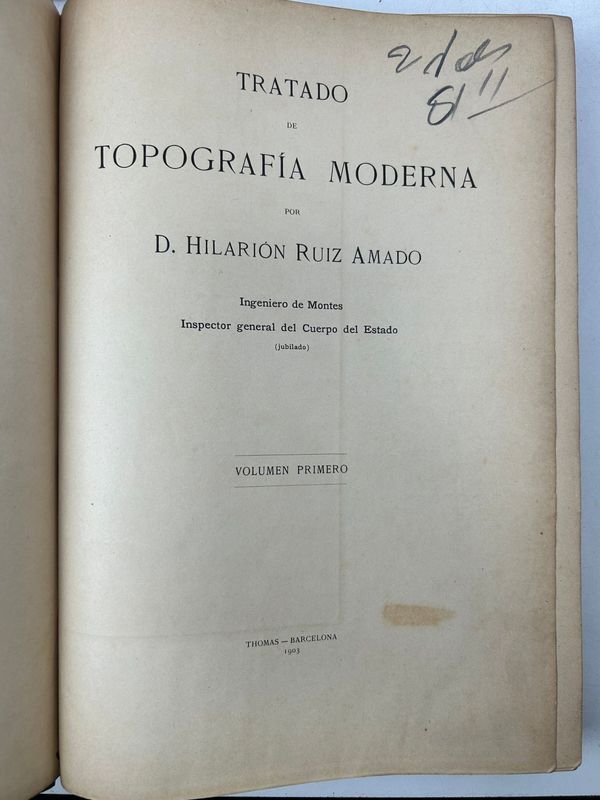 TRATADO
DE
TOPOGRAFÍA MODERNA
POR
D. HILARIÓN RUIZ AMADO
Ingeniero de Montes
Inspector general del Cuerpo del Estado
(jubilado)
VOLUMEN PRIMERO
THOMAS — BARCELONA
1903